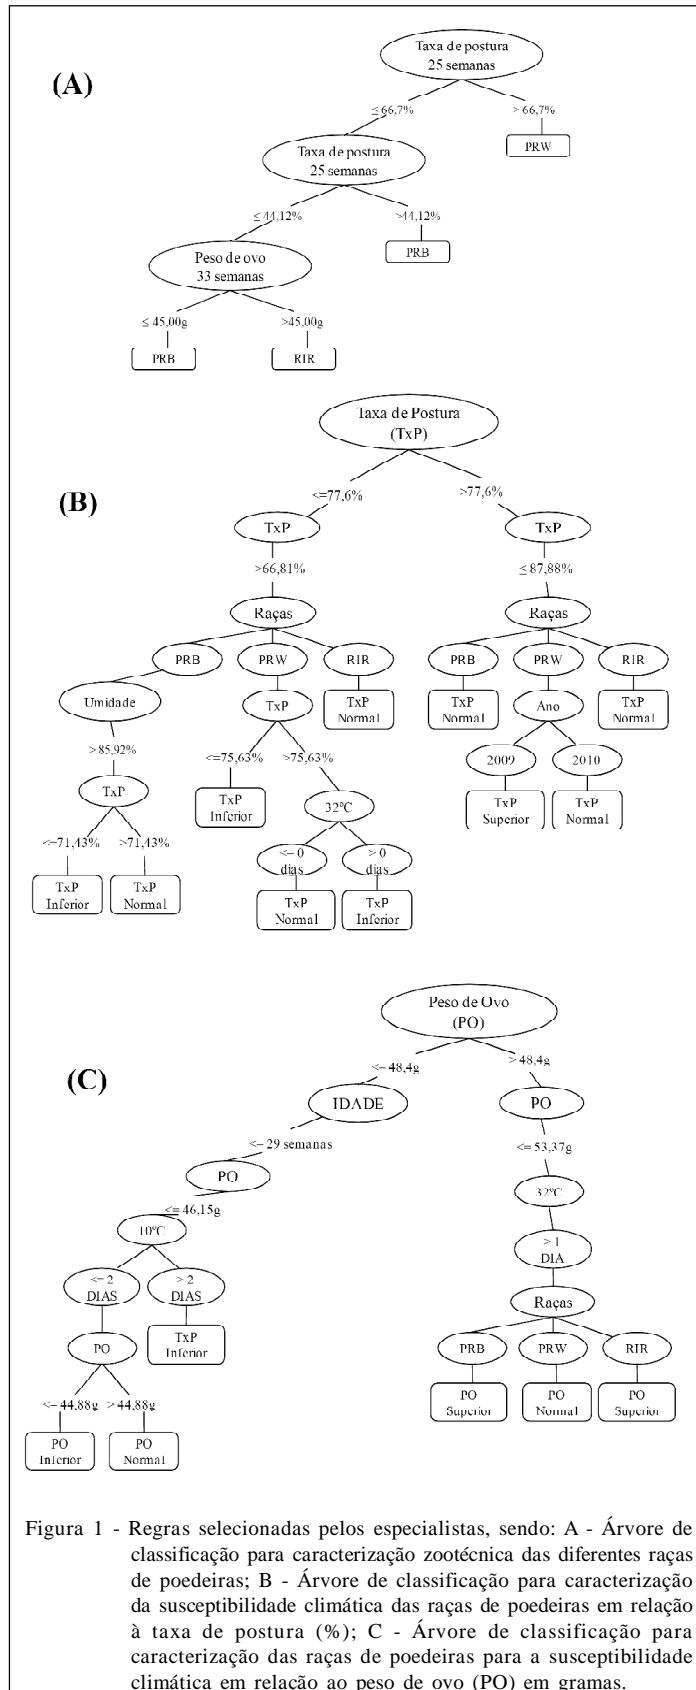 (A)
Taxa de postura
25 semanas
≤ 66,7%
> 66,7%
PRW
Taxa de postura
25 semanas
≤ 44,12%
>44,12%
PRB
Peso de ovo
33 semanas
≤ 45,00g
>45,00g
PRB
RIR
(B)
Taxa de Postura
(TxP)
<=77,6%
>77,6%
TxP
TxP
>66,81%
≤ 87,88%
Raças
Raças
PRB
PRW
RIR
PRB
PRW
RIR
Umidade
TxP
TxP
Normal
TxP
Normal
Ano
TxP
Normal
>85,92%
<=75,63%
>75,63%
2009
2010
TxP
TxP
Inferior
32ºC
TxP
Superior
TxP
Normal
<=71,43%
>71,43%
<= 0
dias
> 0
dias
TxP
Inferior
TxP
Normal
TxP
Normal
TxP
Inferior
(C)
Peso de Ovo
(PO)
<= 48,4g
> 48,4g
IDADE
PO
<= 29 semanas
<= 53,37g
PO
32ºC
<= 46,15g
10ºC
> 1
DIA
<= 2
DIAS
> 2
DIAS
Raças
PO
TxP
Inferior
PRB
PRW
RIR
<= 44.88g
> 44.88g
PO
Superior
PO
Normal
PO
Superior
PO
Inferior
PO
Normal
Figura 1 - Regras selecionadas pelos especialistas, sendo: A - Árvore de
classificação para caracterização zootécnica das diferentes raças
de poedeiras; B - Árvore de classificação para caracterização
da susceptibilidade climática das raças de poedeiras em relação
à taxa de postura (%); C - Árvore de classificação para
caracterização das raças de poedeiras para a susceptibilidade
climática em relação ao peso de ovo (PO) em gramas.